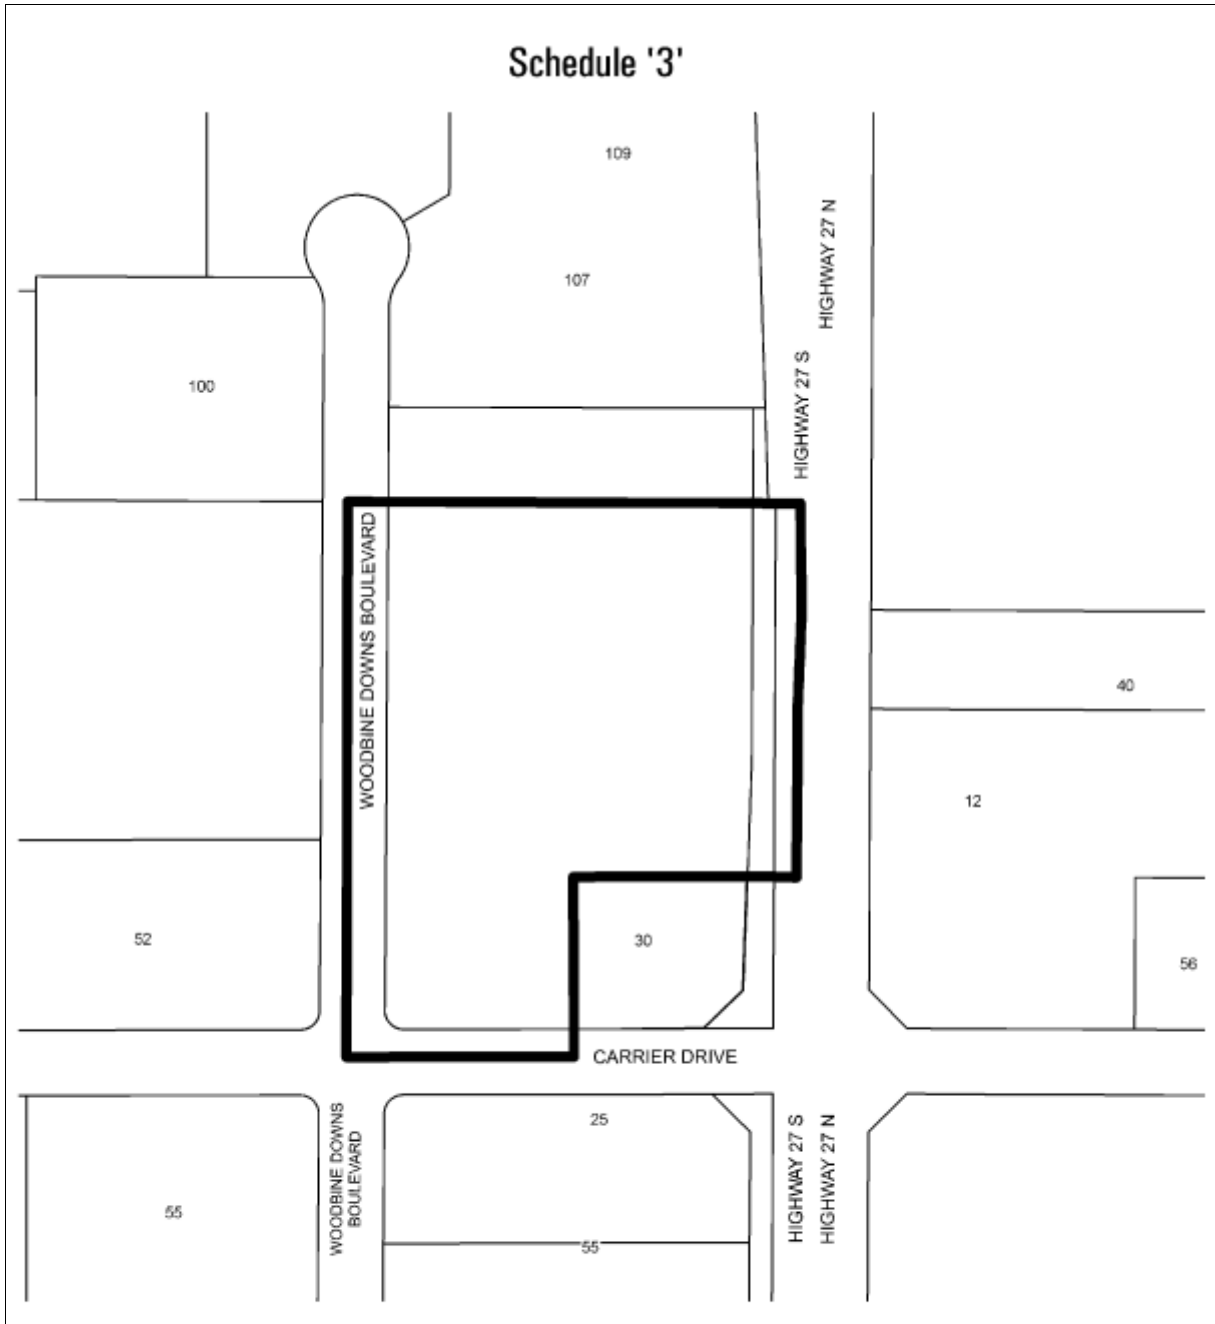 Schedule '3'
109
HIGHWAY 27 N
107
HIGHWAY 27 S
100
WOODBINE DOWNS BOULEVARD
40
12
52
30
56
CARRIER DRIVE
25
WOODBINE DOWNS
BOULEVARD
HIGHWAY 27 S
HIGHWAY 27 N
55
55